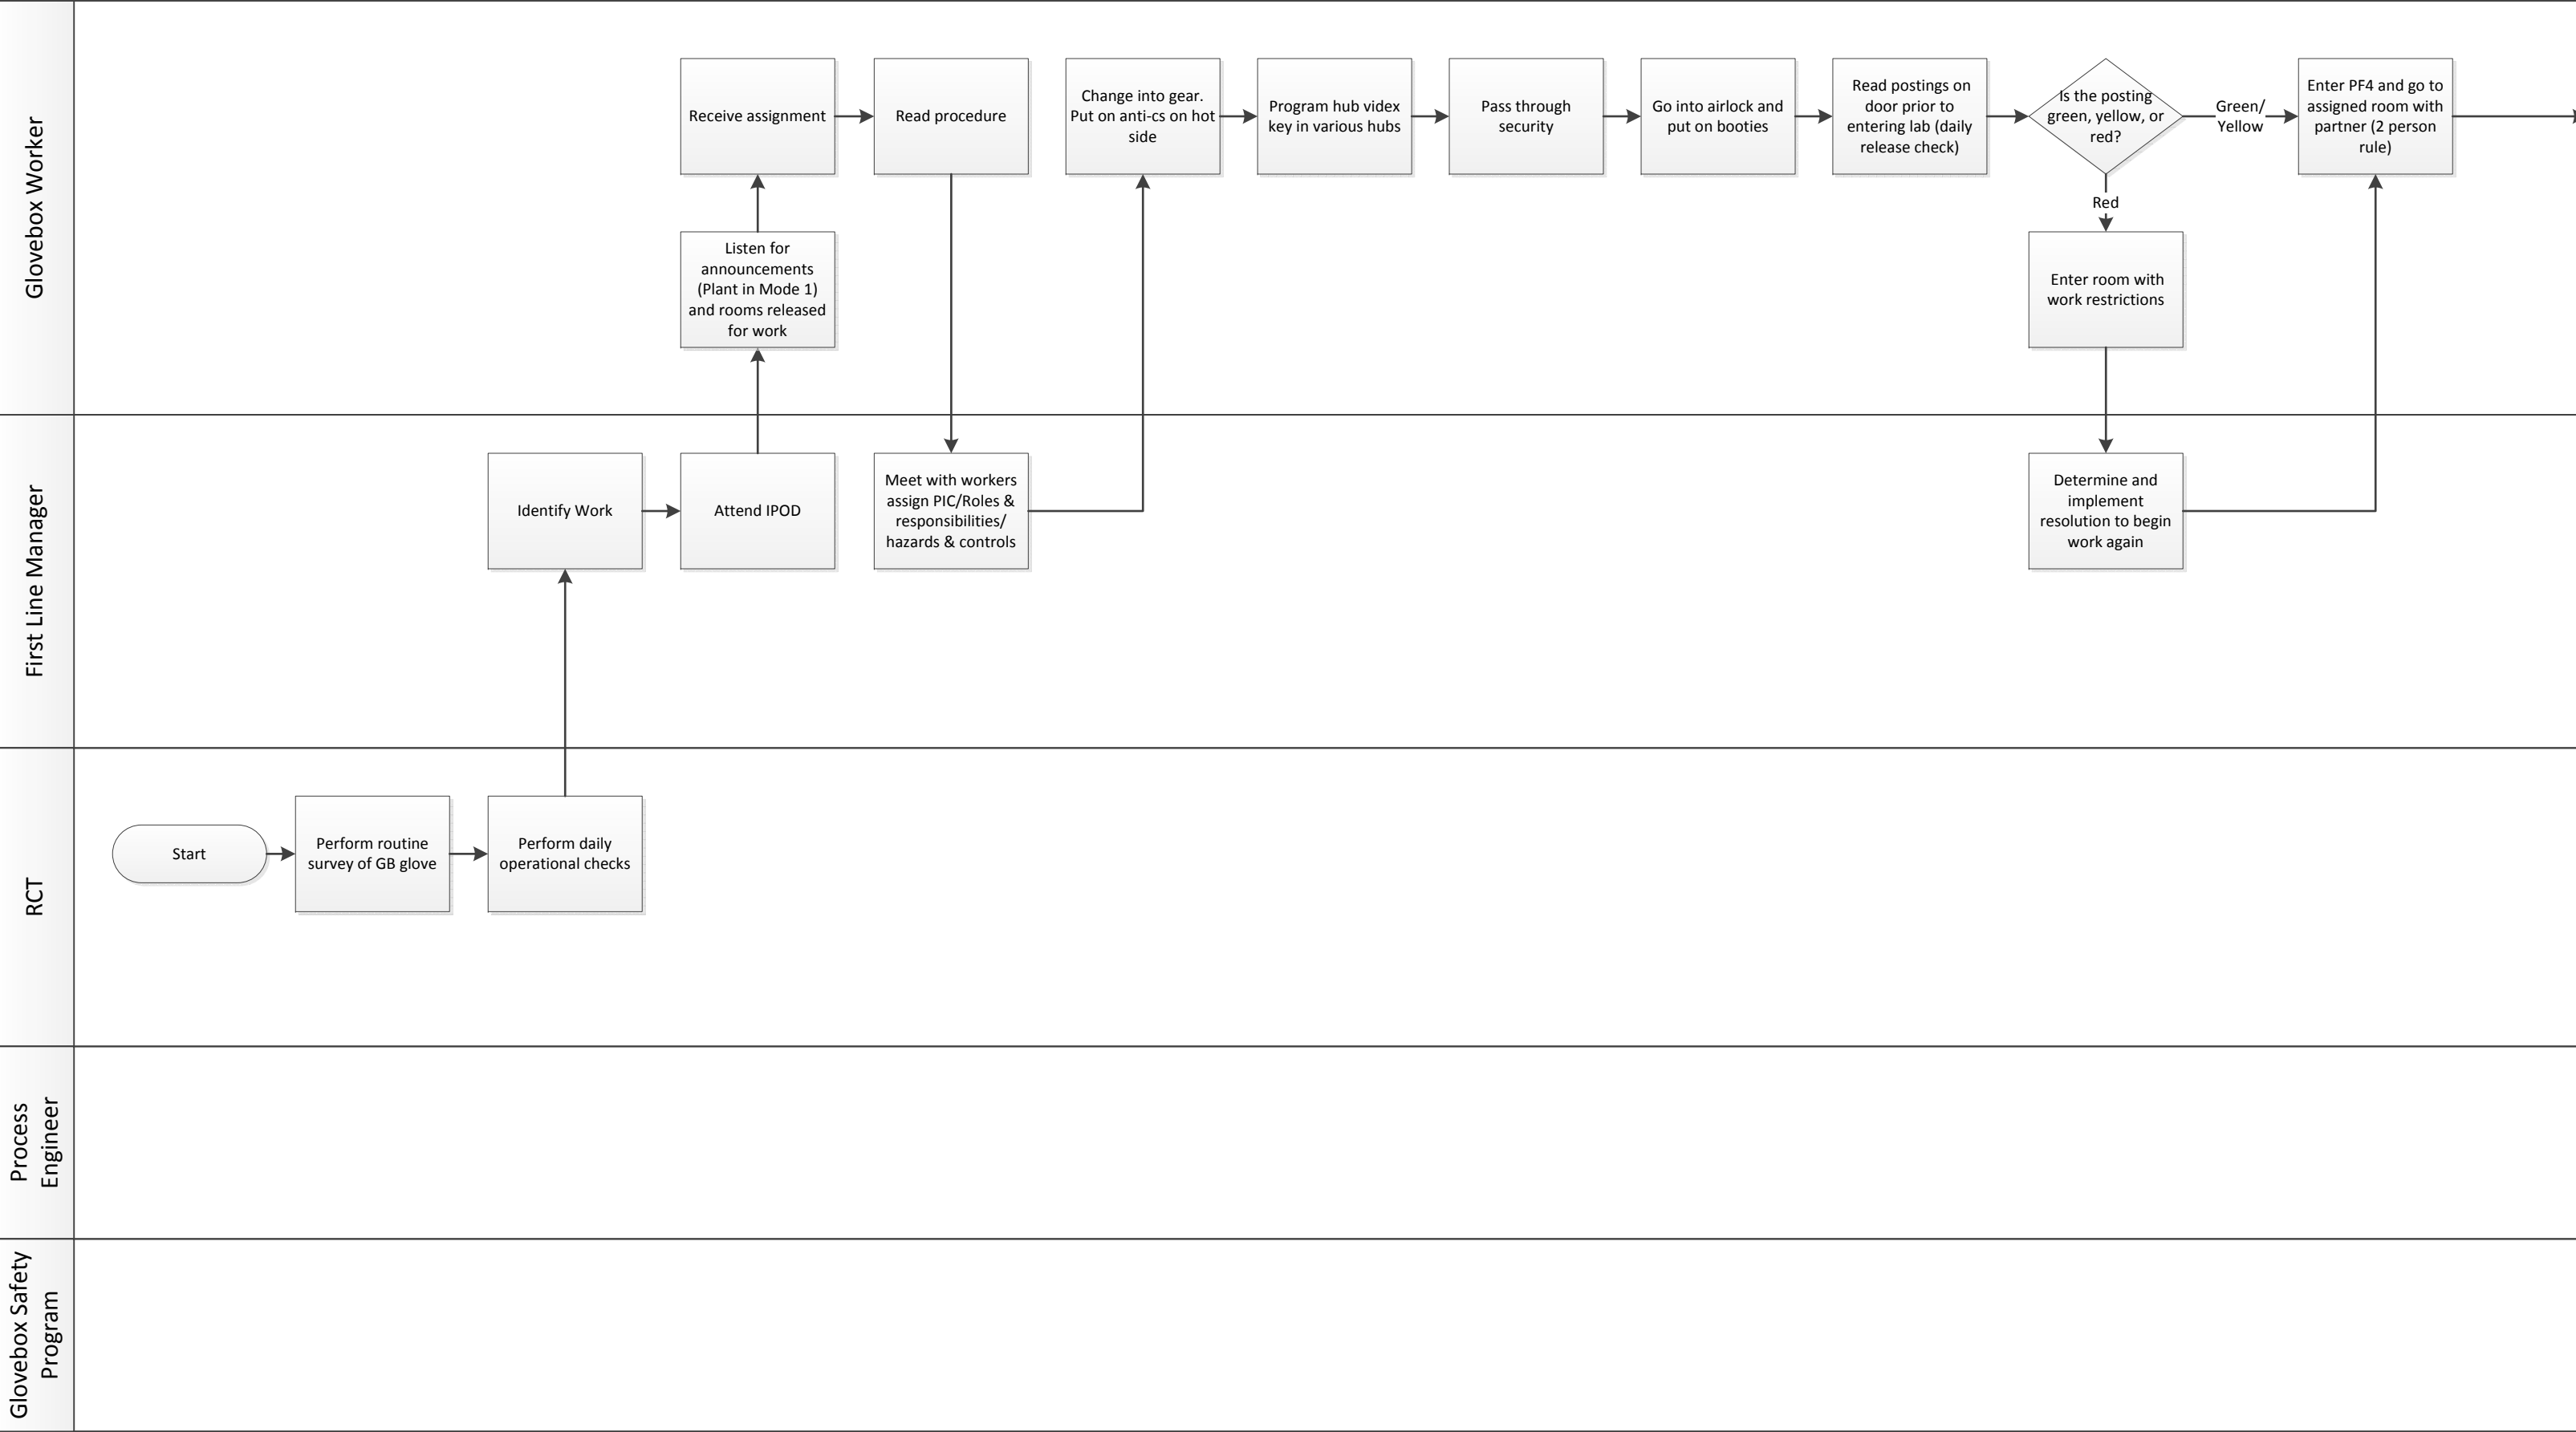 Glovebox Worker
Receive assignment
Read procedure
Change into gear.
Put on anti-cs on hot
side
Program hub videx
key in various hubs
Pass through
security
Go into airlock and
put on booties
Read postings on
door prior to
entering lab (daily
release check)
Is the posting
green, yellow, or
red?
Green/
Yellow
Enter PF4 and go to
assigned room with
partner (2 person
rule)
Red
Listen for
announcements
(Plant in Mode 1)
and rooms released
for work
Enter room with
work restrictions
First Line Manager
Identify Work
Attend IPOD
Meet with workers
assign PIC/Roles &
responsibilities/
hazards & controls
Determine and
implement
resolution to begin
work again
RCT
Start
Perform routine
survey of GB glove
Perform daily
operational checks
Process
Engineer
Glovebox Safety
Program